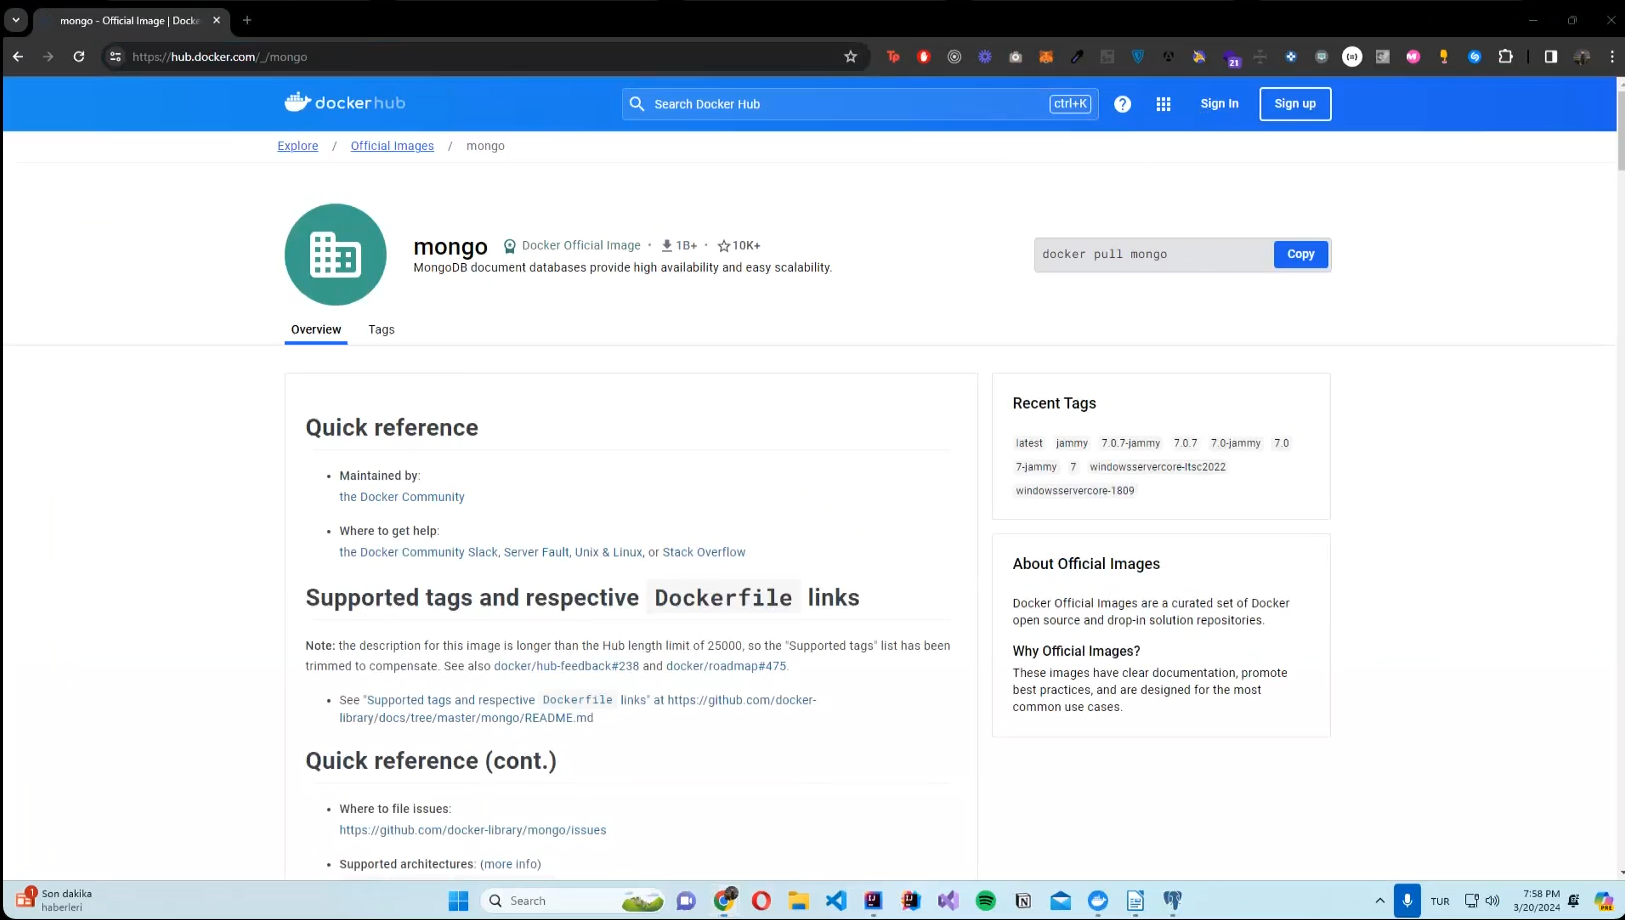 mongo - Official Image | Docke
https://hub.docker.com/_/mongo
21
dockerhub
Search Docker Hub
ctrl+K
Sign In
Sign up
Explore / Official Images / mongo
mongo
Docker Official Image • 1B+ • 10K+
MongoDB document databases provide high availability and easy scalability.
docker pull mongo
Copy
Overview
Tags
Quick reference
• Maintained by:
the Docker Community
• Where to get help:
the Docker Community Slack, Server Fault, Unix & Linux, or Stack Overflow
Supported tags and respective Dockerfile links
Note: the description for this image is longer than the Hub length limit of 25000, so the "Supported tags" list has been
trimmed to compensate. See also docker/hub-feedback#238 and docker/roadmap#475.
• See "Supported tags and respective Dockerfile links" at https://github.com/docker-
library/docs/tree/master/mongo/README.md
Quick reference (cont.)
• Where to file issues:
https://github.com/docker-library/mongo/issues
• Supported architectures: (more info)
Recent Tags
latest jammy 7.0.7-jammy 7.0.7 7.0-jammy 7.0
7-jammy 7 windowsservercore-ltsc2022
windowsservercore-1809
About Official Images
Docker Official Images are a curated set of Docker
open source and drop-in solution repositories.
Why Official Images?
These images have clear documentation, promote
best practices, and are designed for the most
common use cases.
1
Son dakika
haberleri
Search
TUR
7:58 PM
3/20/2024
PRE